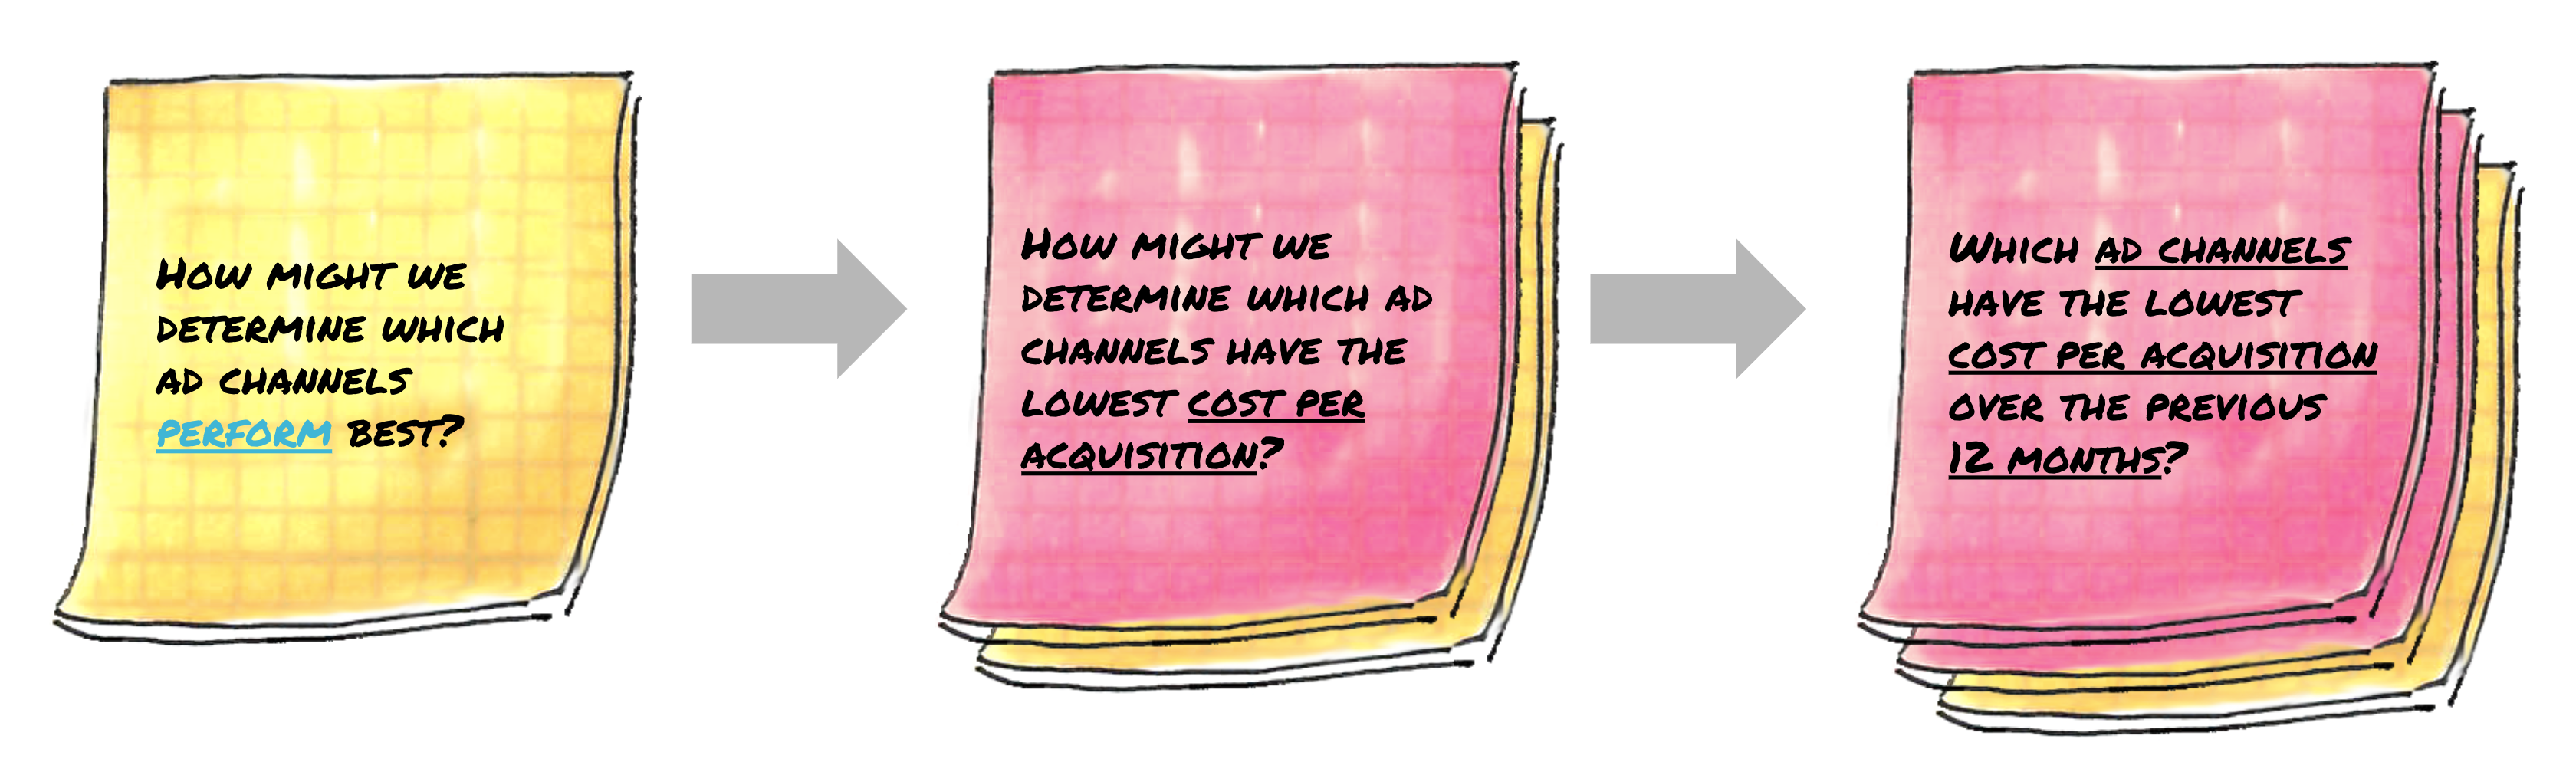 How might we
determine which
ad channels
perform best?
How might we
determine which ad
channels have the
lowest cost per
acquisition?
Which ad channels
have the lowest
cost per acquisition
over the previous
12 months?